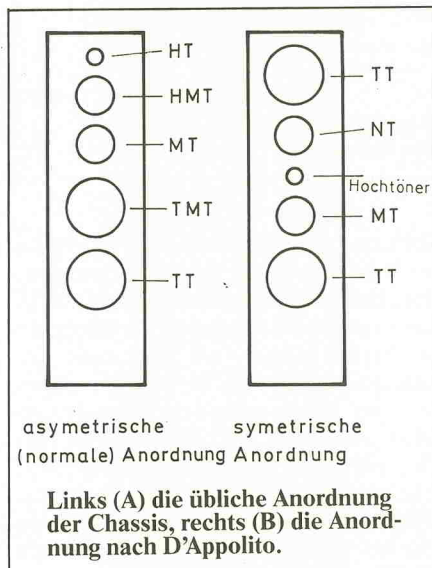 HT
HMT
MT
TMT
TT
TT
NT
Hochtöner
MT
TT
asymetrische
(normale) Anordnung
symetrische
Anordnung
Links (A) die übliche Anordnung
der Chassis, rechts (B) die Anord-
nung nach D'Appolito.